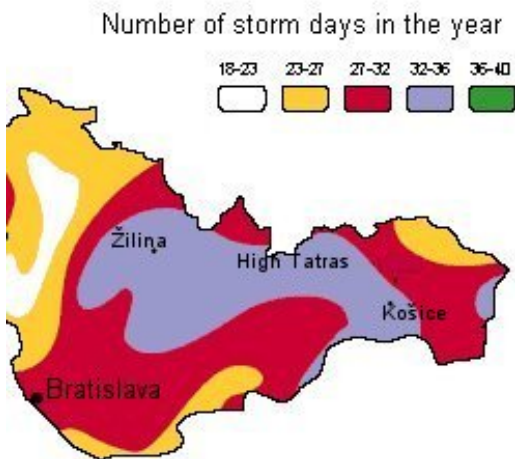 Number of storm days in the year
18-23 23-27 27-32 32-36 36-40
Žilina
High Tatras
Košice
Bratislava